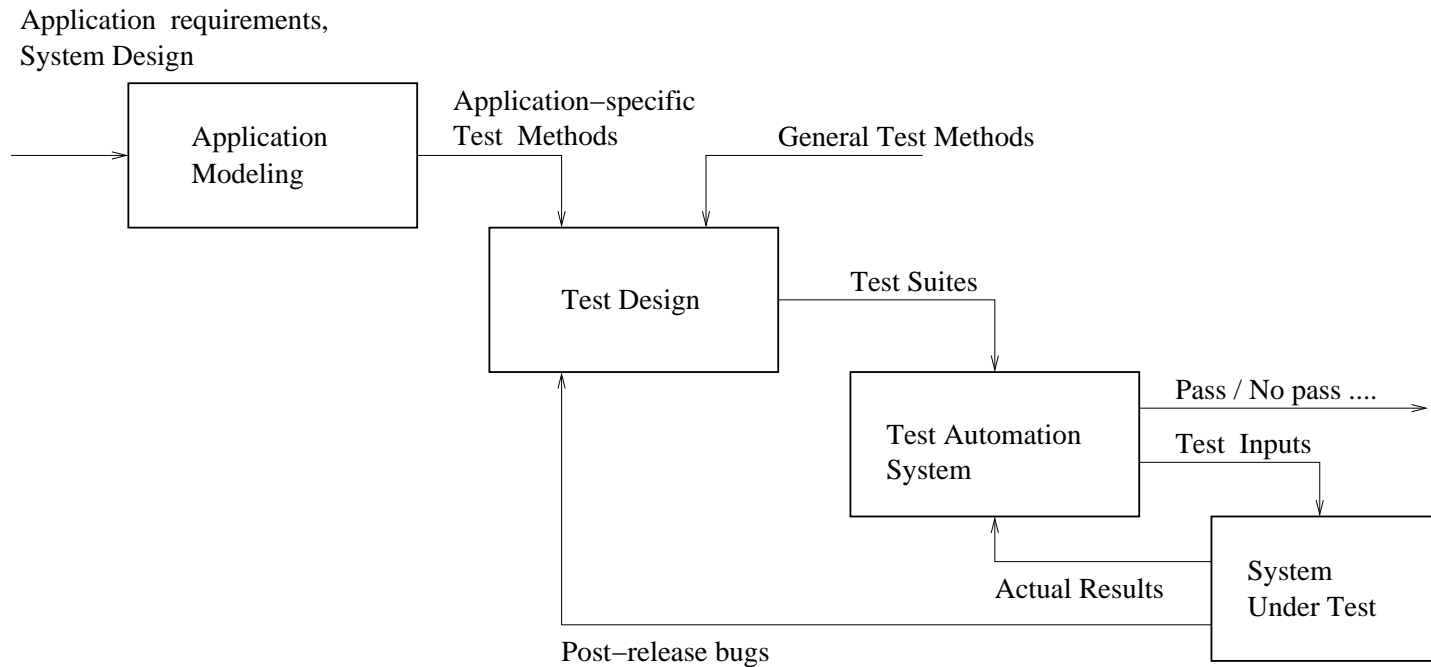 Application requirements,
System Design
Application
Modeling
Application−specific
Test Methods
General Test Methods
Test Design
Test Suites
Test Automation
System
Pass / No pass ....
Test Inputs
System
Under Test
Actual Results
Post−release bugs